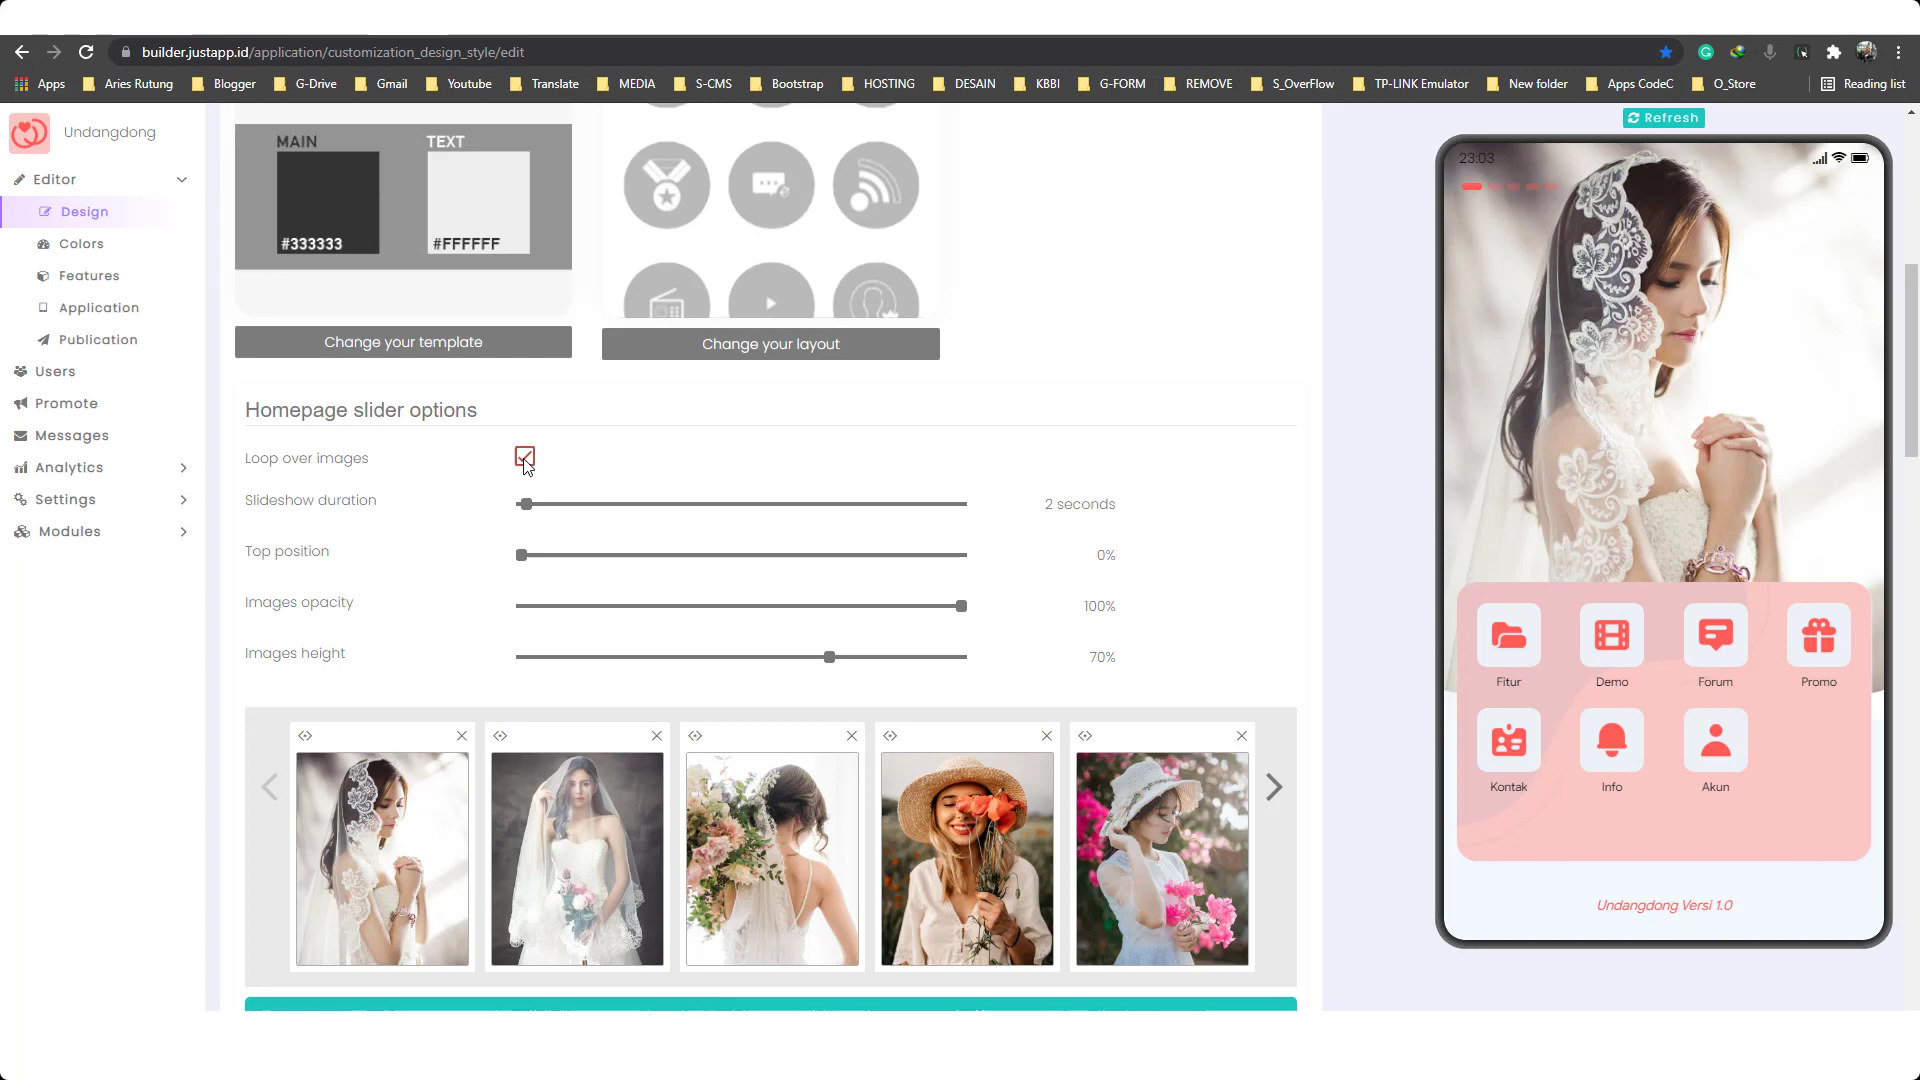 builder.justapp.id/application/customization_design_style/edit
Apps
Aries Rutung
Blogger
G-Drive
Gmail
Youtube
Translate
MEDIA
S-CMS
Bootstrap
HOSTING
DESAIN
KBBI
G-FORM
REMOVE
S_OverFlow
TP-LINK Emulator
New folder
Apps CodeC
O_Store
Reading list
Undangdong
Editor
Design
Colors
Features
Application
Publication
Users
Promote
Messages
Analytics
Settings
Modules
MAIN
TEXT
#333333
#FFFFFF
Change your template
Change your layout
Homepage slider options
Loop over images
Slideshow duration
2 seconds
Top position
0%
Images opacity
100%
Images height
70%
Refresh
23:03
Fitur
Demo
Forum
Promo
Kontak
Info
Akun
Undangdong Versi 1.0